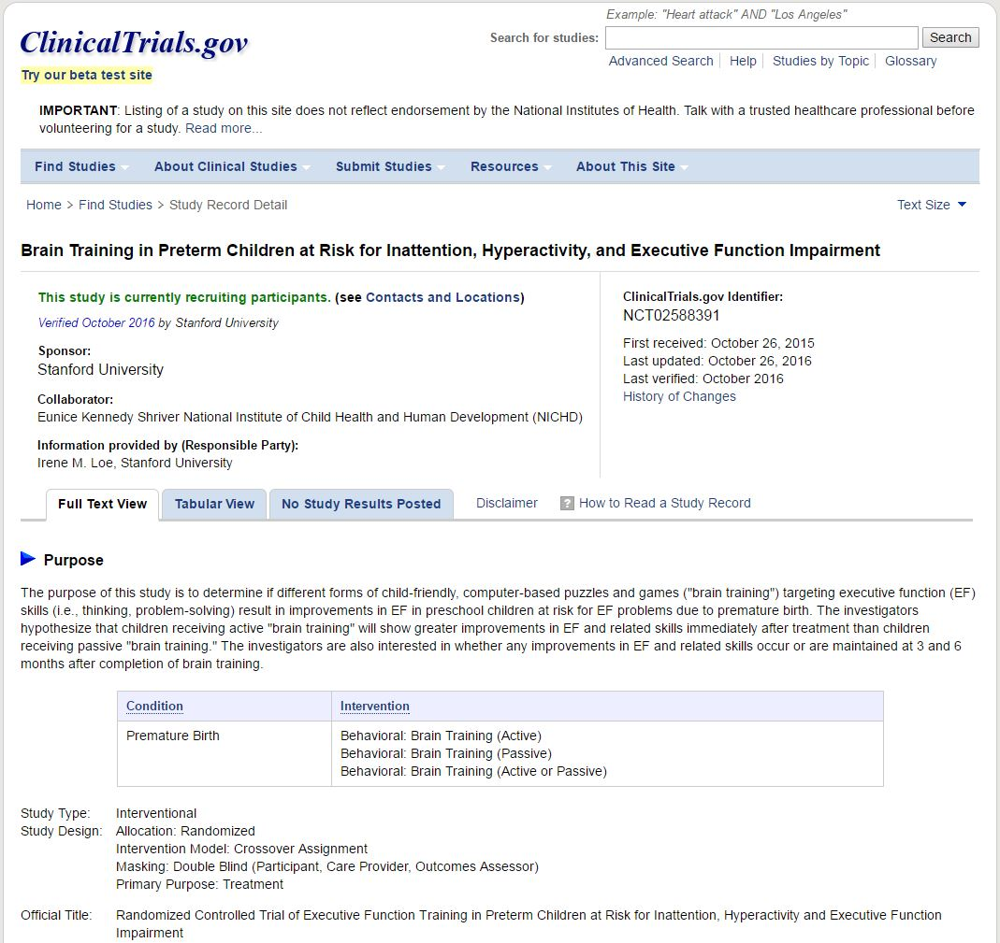 Example: "Heart attack" AND "Los Angeles"
ClinicalTrials.gov
Search for studies:
Search
Try our beta test site
Advanced Search
Help
Studies by Topic
Glossary
IMPORTANT: Listing of a study on this site does not reflect endorsement by the National Institutes of Health. Talk with a trusted healthcare professional before
volunteering for a study. Read more...
Find Studies
About Clinical Studies
Submit Studies
Resources
About This Site
Home > Find Studies > Study Record Detail
Text Size
Brain Training in Preterm Children at Risk for Inattention, Hyperactivity, and Executive Function Impairment
This study is currently recruiting participants. (see Contacts and Locations)
Verified October 2016 by Stanford University
Sponsor:
Stanford University
Collaborator:
Eunice Kennedy Shriver National Institute of Child Health and Human Development (NICHD)
Information provided by (Responsible Party):
Irene M. Loe, Stanford University
ClinicalTrials.gov Identifier:
NCT02588391
First received: October 26, 2015
Last updated: October 26, 2016
Last verified: October 2016
History of Changes
Full Text View
Tabular View
No Study Results Posted
Disclaimer
? How to Read a Study Record
Purpose
The purpose of this study is to determine if different forms of child-friendly, computer-based puzzles and games ("brain training") targeting executive function (EF)
skills (i.e., thinking, problem-solving) result in improvements in EF in preschool children at risk for EF problems due to premature birth. The investigators
hypothesize that children receiving active "brain training" will show greater improvements in EF and related skills immediately after treatment than children
receiving passive "brain training." The investigators are also interested in whether any improvements in EF and related skills occur or are maintained at 3 and 6
months after completion of brain training.
Condition
Intervention
Premature Birth
Behavioral: Brain Training (Active)
Behavioral: Brain Training (Passive)
Behavioral: Brain Training (Active or Passive)
Study Type: Interventional
Study Design: Allocation: Randomized
Intervention Model: Crossover Assignment
Masking: Double Blind (Participant, Care Provider, Outcomes Assessor)
Primary Purpose: Treatment
Official Title: Randomized Controlled Trial of Executive Function Training in Preterm Children at Risk for Inattention, Hyperactivity and Executive Function
Impairment